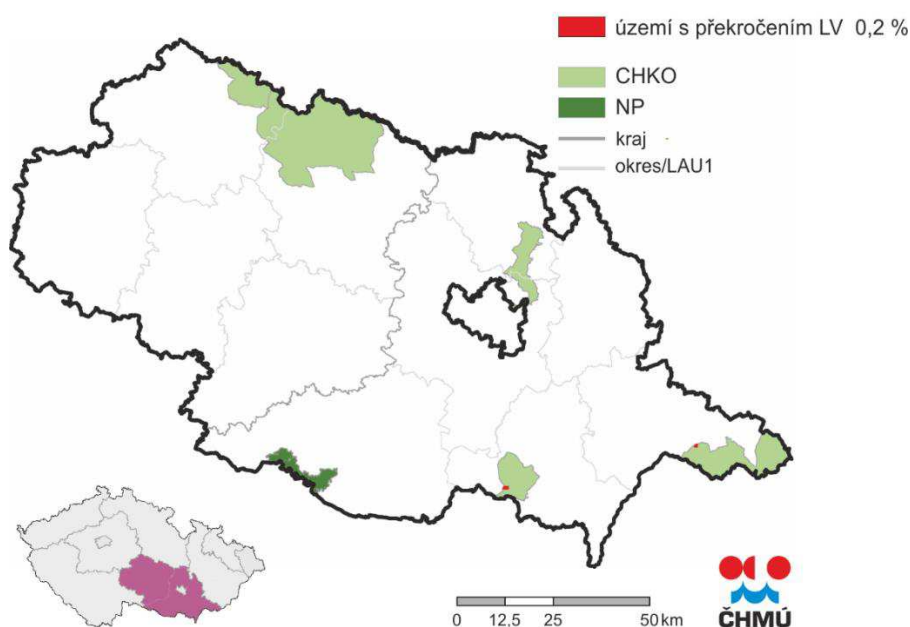 území s překročením LV 0,2 %
CHKO
NP
kraj
okres/LAU1
0 12,5 25 50 km
ČHMÚ